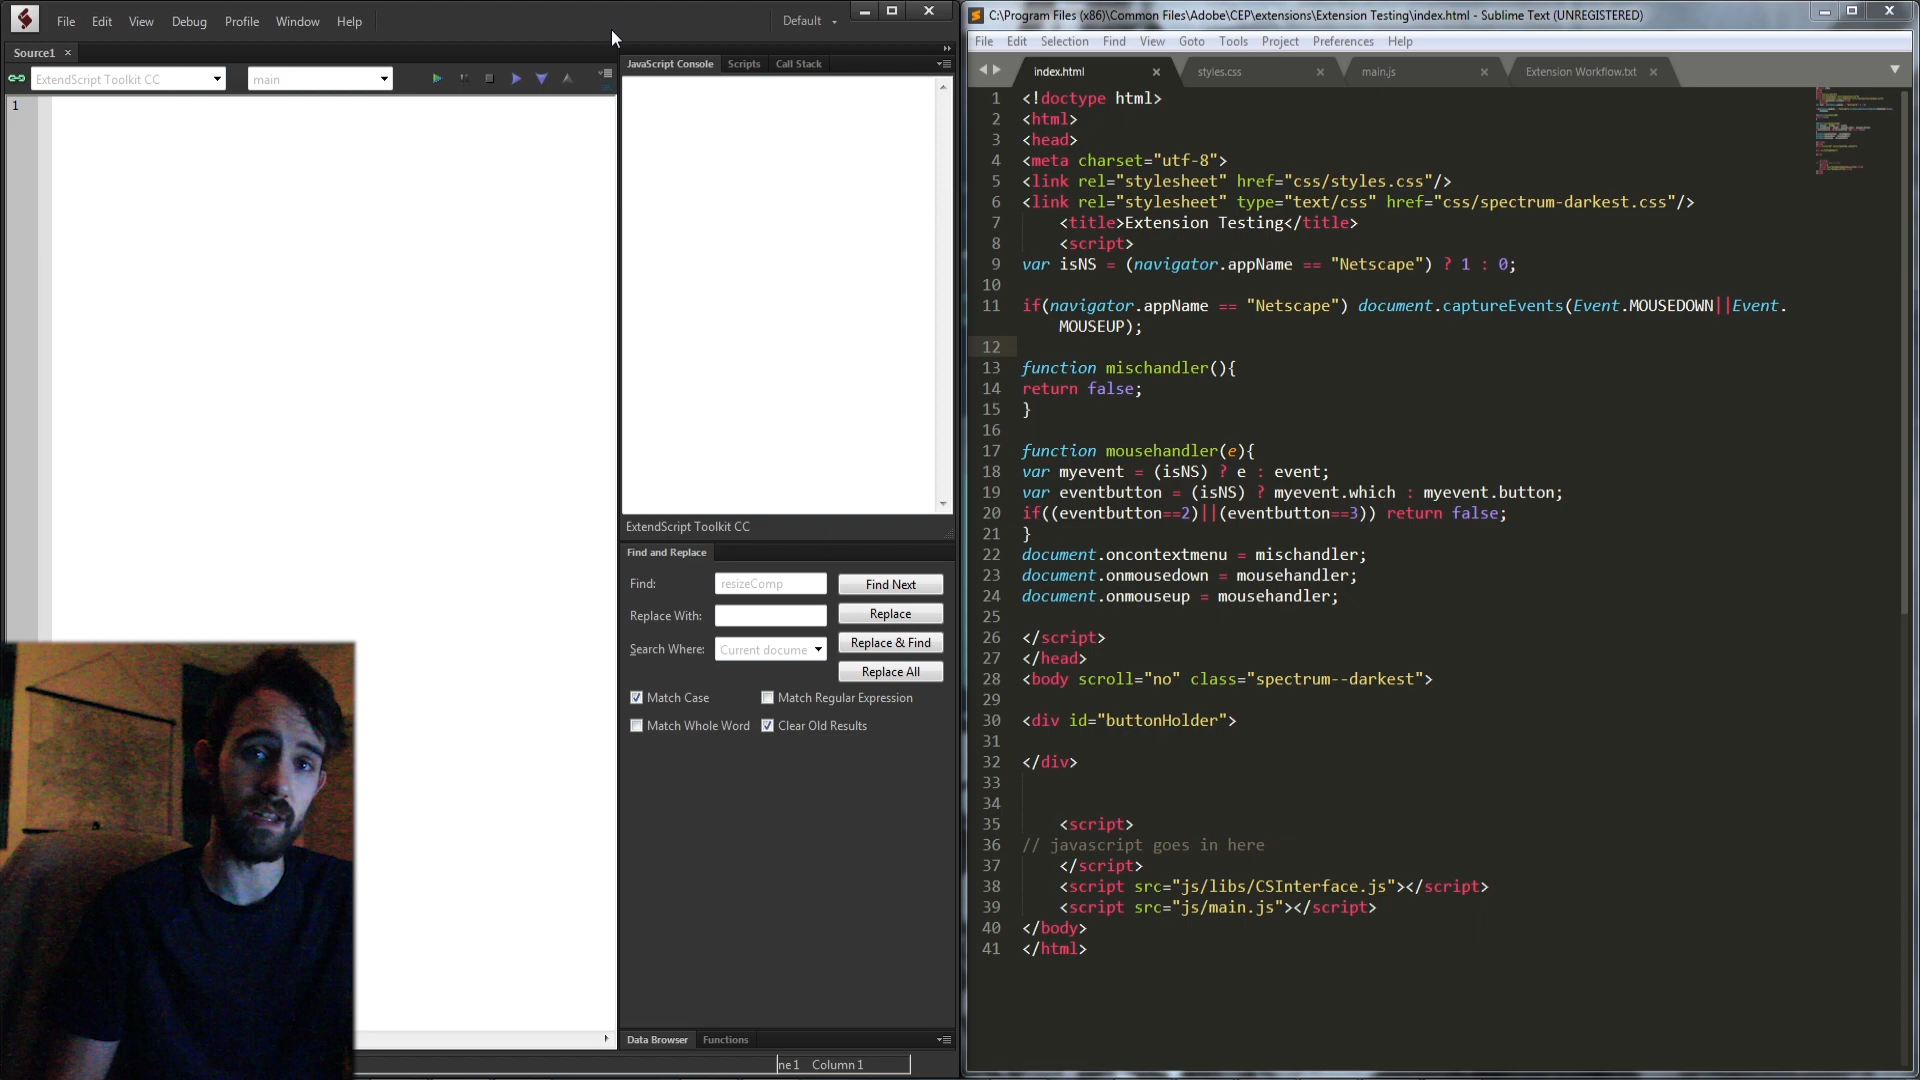 File Edit View Debug Profile Window Help
Default
Source1 ×
ExtendScript Toolkit CC
main
1
JavaScript Console Scripts Call Stack
ExtendScript Toolkit CC
Find and Replace
Find: resizeComp Find Next
Replace With: Replace
Search Where: Current docume Replace & Find
Replace All
Match Case Match Regular Expression
Match Whole Word Clear Old Results
Data Browser Functions
ne 1 Column 1
C:\Program Files (x86)\Common Files\Adobe\CEP\extensions\Extension Testing\index.html - Sublime Text (UNREGISTERED)
File Edit Selection Find View Goto Tools Project Preferences Help
index.html styles.css main.js Extension Workflow.txt
1 <!doctype html>
2 <html>
3 <head>
4 <meta charset="utf-8">
5 <link rel="stylesheet" href="css/styles.css"/>
6 <link rel="stylesheet" type="text/css" href="css/spectrum-darkest.css"/>
7 <title>Extension Testing</title>
8 <script>
9 var isNS = (navigator.appName == "Netscape") ? 1 : 0;
10
11 if(navigator.appName == "Netscape") document.captureEvents(Event.MOUSEDOWN||Event.
MOUSEUP);
12
13 function mischandler(){
14 return false;
15 }
16
17 function mousehandler(e){
18 var myevent = (isNS) ? e : event;
19 var eventbutton = (isNS) ? myevent.which : myevent.button;
20 if((eventbutton==2)||(eventbutton==3)) return false;
21 }
22 document.oncontextmenu = mischandler;
23 document.onmousedown = mousehandler;
24 document.onmouseup = mousehandler;
25
26 </script>
27 </head>
28 <body scroll="no" class="spectrum--darkest">
29
30 <div id="buttonHolder">
31
32 </div>
33
34
35 <script>
36 // javascript goes in here
37 </script>
38 <script src="js/libs/CSInterface.js"></script>
39 <script src="js/main.js"></script>
40 </body>
41 </html>